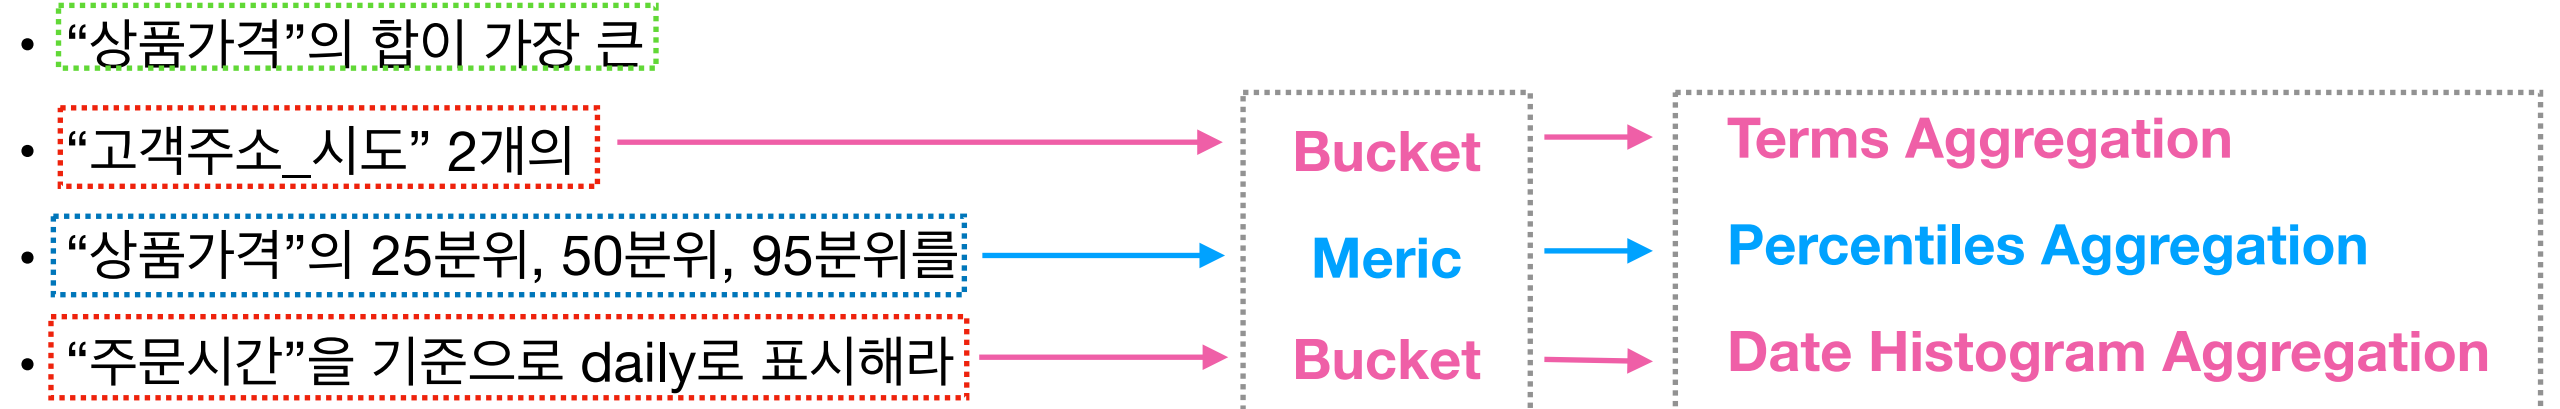 • “상품가격”의 합이 가장 큰
• “고객주소_시도” 2개의 Bucket Terms Aggregation
• “상품가격”의 25분위, 50분위, 95분위를 Meric Percentiles Aggregation
• “주문시간”을 기준으로 daily로 표시해라 Bucket Date Histogram Aggregation